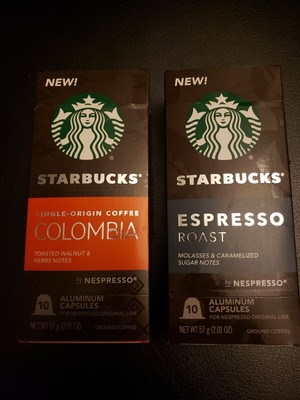 NEW!
STARBUCKS®
SINGLE-ORIGIN COFFEE
COLOMBIA
TOASTED WALNUT &
HERBS NOTES
by NESPRESSO®
10 ALUMINUM
CAPSULES
FOR NESPRESSO ORIGINAL LINE
NET WT 57 g (2.01 OZ) GROUND COFFEE
NEW!
STARBUCKS®
ESPRESSO
ROAST
MOLASSES & CARAMELIZED
SUGAR NOTES
by NESPRESSO®
10 ALUMINUM
CAPSULES
FOR NESPRESSO ORIGINAL LINE
NET WT 57 g (2.01 OZ) GROUND COFFEE